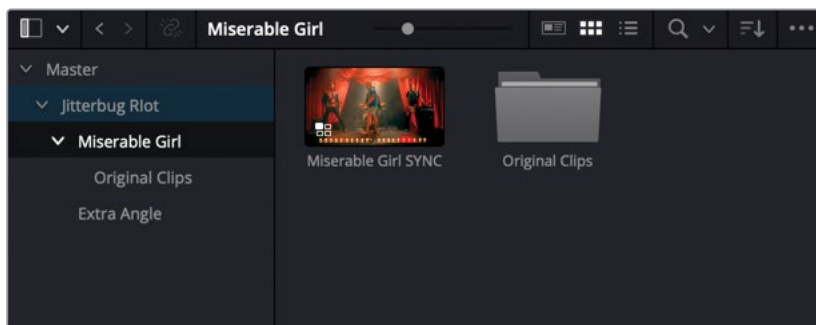 Miserable Girl
Master
Jitterbug RIot
Miserable Girl
Original Clips
Extra Angle
Miserable Girl SYNC
Original Clips